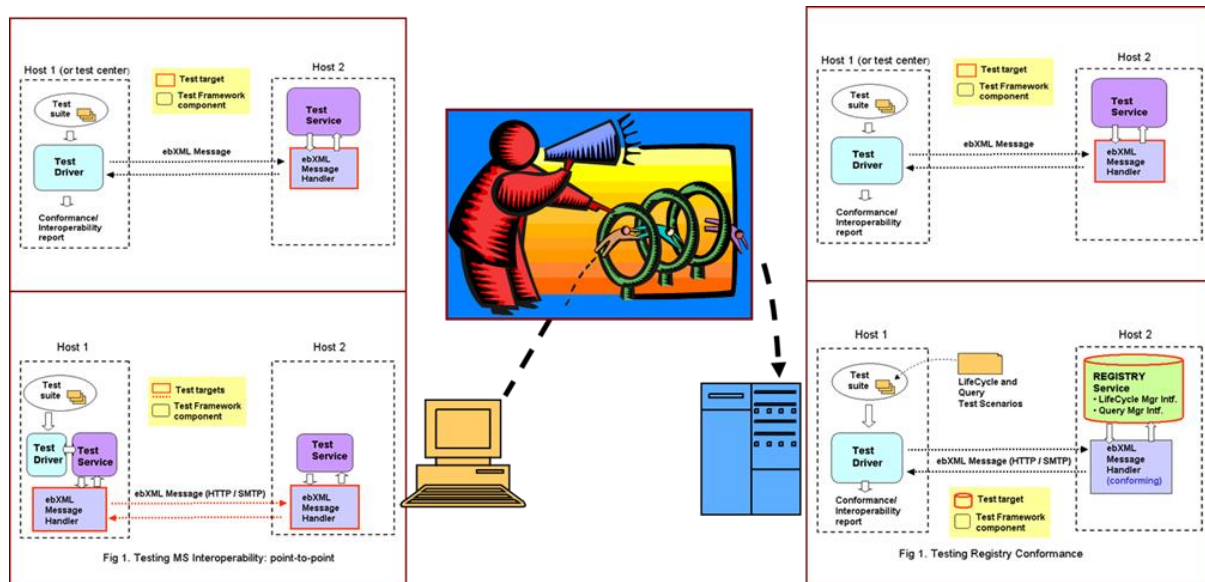 Host 1 (or test center)
Host 2
Test target
Test Framework
component
Test
suite
Test
Service
Test
Driver
ebXML Message
ebXML
Message
Handler
Conformance/
Interoperability
report
Host 1
Host 2
Test targets
Test Framework
component
Test
suite
Test
Driver
Test
Service
Test
Service
ebXML Message (HTTP / SMTP)
ebXML
Message
Handler
ebXML
Message
Handler
Fig 1. Testing MS Interoperability: point-to-point
Host 1 (or test center)
Host 2
Test target
Test Framework
component
Test
suite
Test
Service
Test
Driver
ebXML Message
ebXML
Message
Handler
Conformance/
Interoperability
report
Host 1
Host 2
Test
suite
LifeCycle and
Query
Test Scenarios
REGISTRY
Service
• LifeCycle Mgr Intf.
• Query Mgr Intf.
Test
Driver
ebXML Message (HTTP / SMTP)
ebXML
Message
Handler
(conforming)
Conformance/
Interoperability
report
Test target
Test Framework
component
Fig 1. Testing Registry Conformance